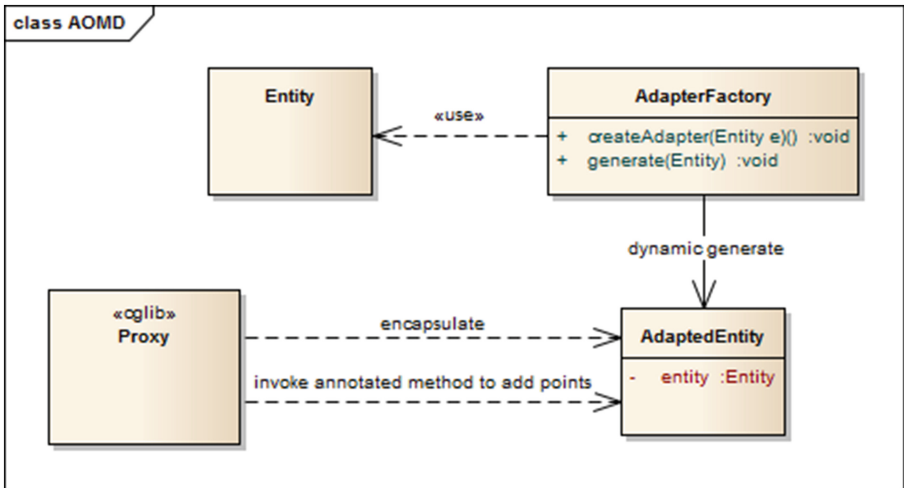 class AOMD
Entity
«use»
AdapterFactory
+ createAdapter(Entity e)() :void
+ generate(Entity) :void
dynamic generate
«cglib»
Proxy
encapsulate
invoke annotated method to add points
AdaptedEntity
- entity :Entity